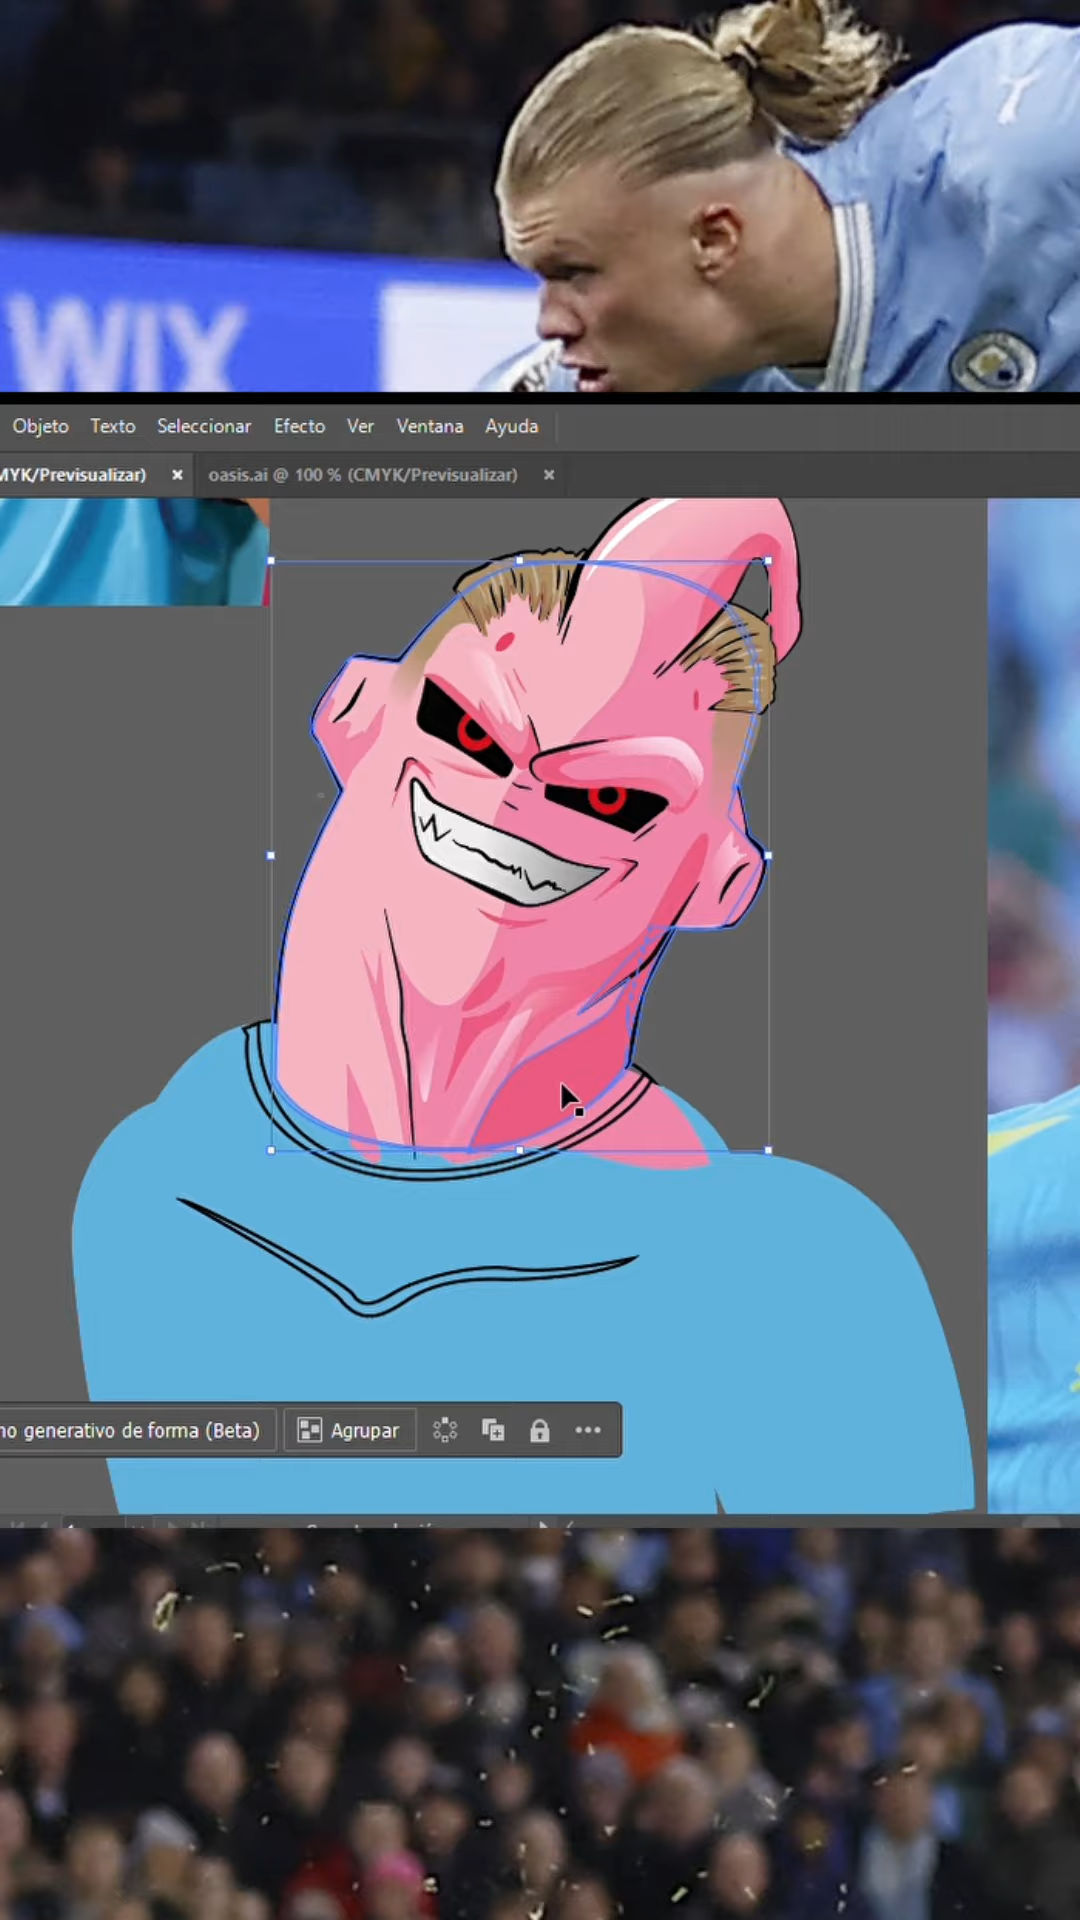 WIX
Objeto Texto Seleccionar Efecto Ver Ventana Ayuda
MYK/Previsualizar) × oasis.ai @ 100 % (CMYK/Previsualizar) ×
generativo de forma (Beta) Agrupar